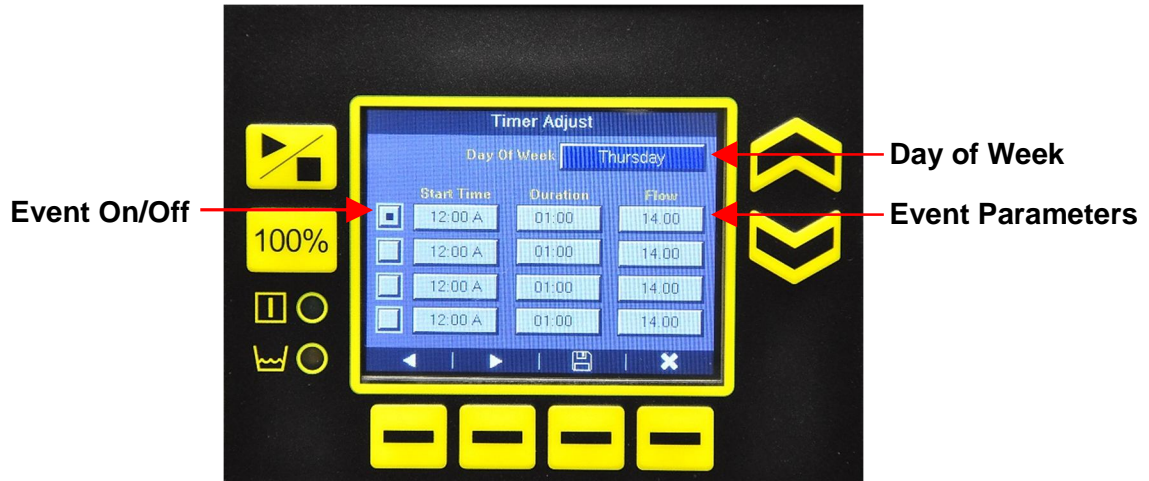 Timer Adjust
Day Of Week Thursday
Day of Week
Start Time Duration Flow
Event On/Off
12:00 A 01:00 14.00
Event Parameters
100%
12:00 A 01:00 14.00
12:00 A 01:00 14.00
12:00 A 01:00 14.00